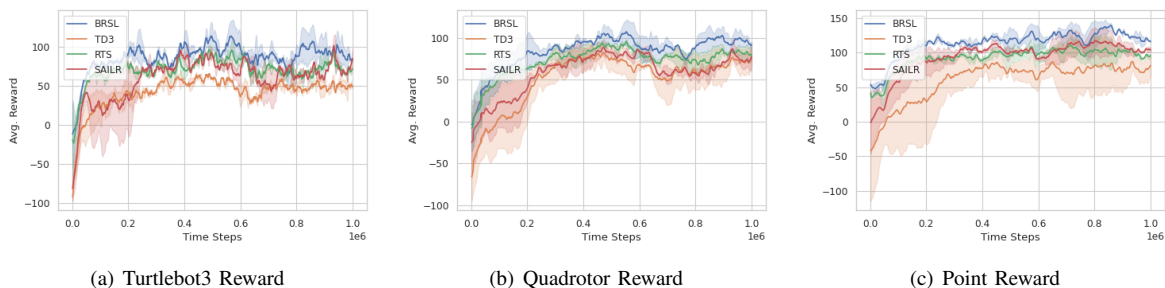 BRSL
TD3
RTS
SAILR
Avg. Reward
100
50
0
−50
−100
0.0 0.2 0.4 0.6 0.8 1.0
1e6
Time Steps
(a) Turtlebot3 Reward
BRSL
TD3
RTS
SAILR
Avg. Reward
100
50
0
−50
−100
0.0 0.2 0.4 0.6 0.8 1.0
1e6
Time Steps
(b) Quadrotor Reward
BRSL
TD3
RTS
SAILR
Avg. Reward
150
100
50
0
−50
−100
0.0 0.2 0.4 0.6 0.8 1.0
1e6
Time Steps
(c) Point Reward